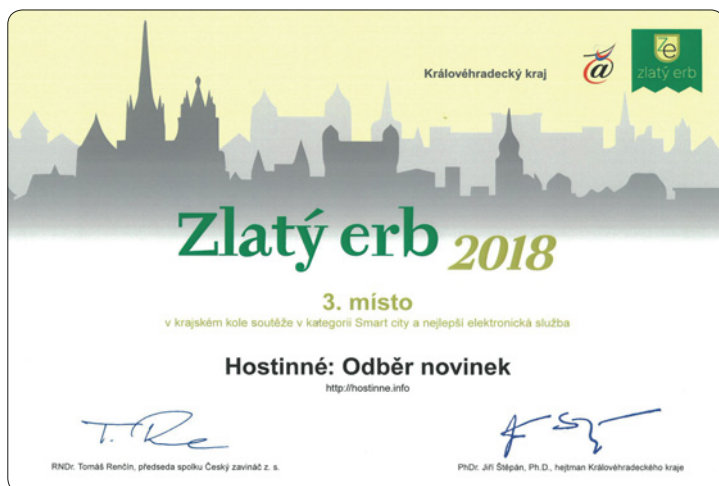 Královéhradecký kraj
@
Ze
zlatý erb
Zlatý erb 2018
3. místo
v krajském kole soutěže v kategorii Smart city a nejlepší elektronická služba
Hostinné: Odběr novinek
http://hostinne.info
T. Re
RNDr. Tomáš Renčín, předseda spolku Český zavináč z. s.
PhDr. Jiří Štěpán, Ph.D., hejtman Královéhradeckého kraje